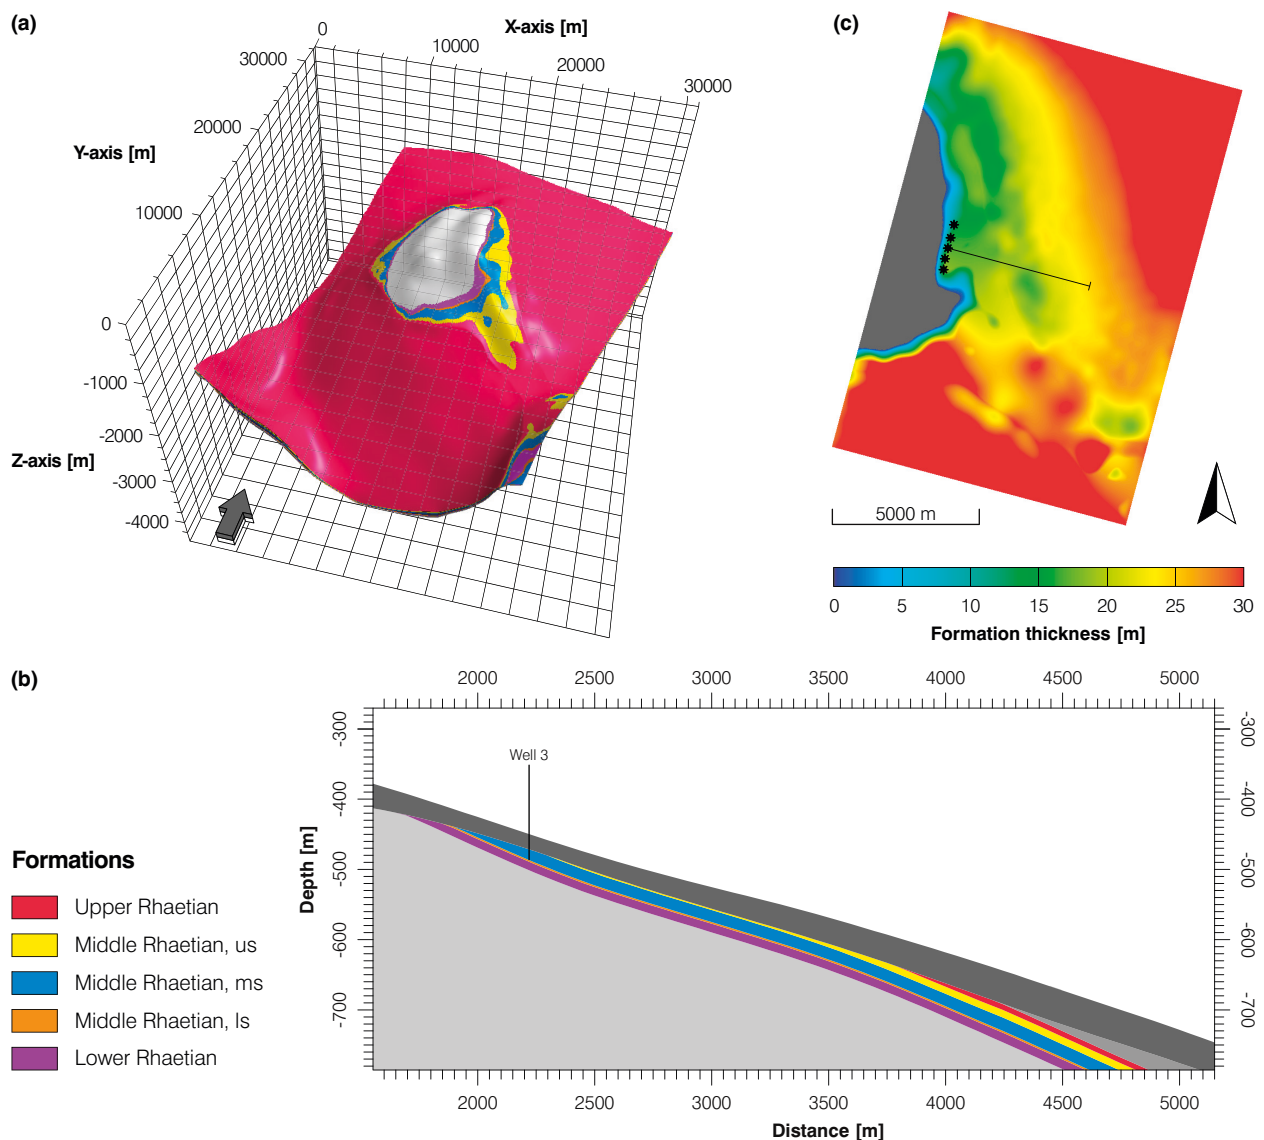 (a)
X-axis [m]
0
10000
20000
30000
30000
20000
Y-axis [m]
10000
0
-1000
-2000
Z-axis [m]
-3000
-4000
(c)
5000 m
0 5 10 15 20 25 30
Formation thickness [m]
(b)
2000 2500 3000 3500 4000 4500 5000
-300 -300
Well 3
-400 -400
Depth [m]
-500 -500
-600 -600
-700 -700
2000 2500 3000 3500 4000 4500 5000
Distance [m]
Formations
Upper Rhaetian
Middle Rhaetian, us
Middle Rhaetian, ms
Middle Rhaetian, ls
Lower Rhaetian